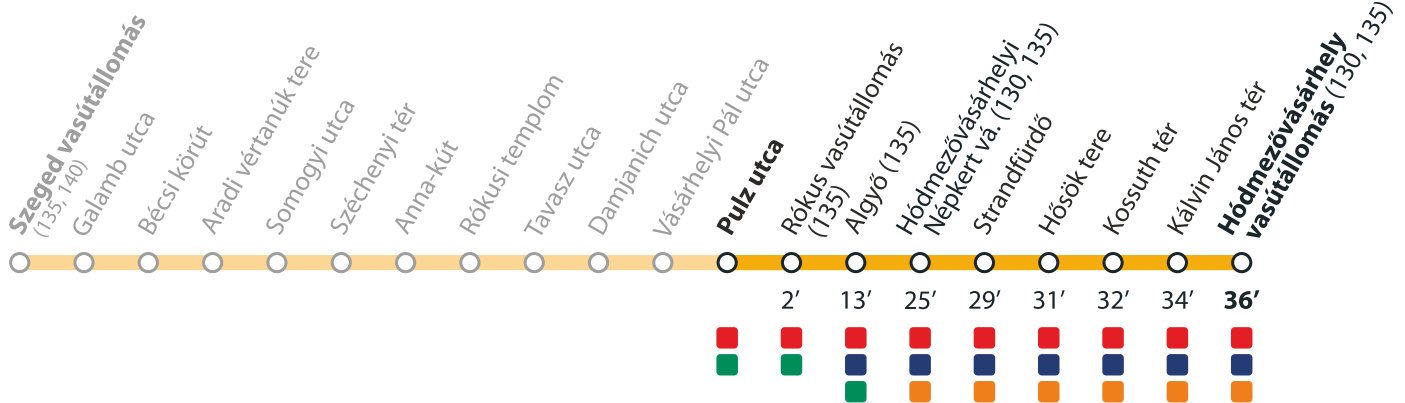 Szeged vasútállomás
(135, 140)
Galamb utca
Bécsi körút
Aradi vértanúk tere
Somogyi utca
Széchenyi tér
Anna-kút
Rókusi templom
Tavasz utca
Damjanich utca
Vásárhelyi Pál utca
Pulz utca
Rókus vasútállomás
(135)
Algyő (135)
Hódmezővásárhelyi
Népkert vá. (130, 135)
Strandfürdő
Hősök tere
Kossuth tér
Kálvin János tér
Hódmezővásárhely
vasútállomás (130, 135)
2’ 13’ 25’ 29’ 31’ 32’ 34’ 36’